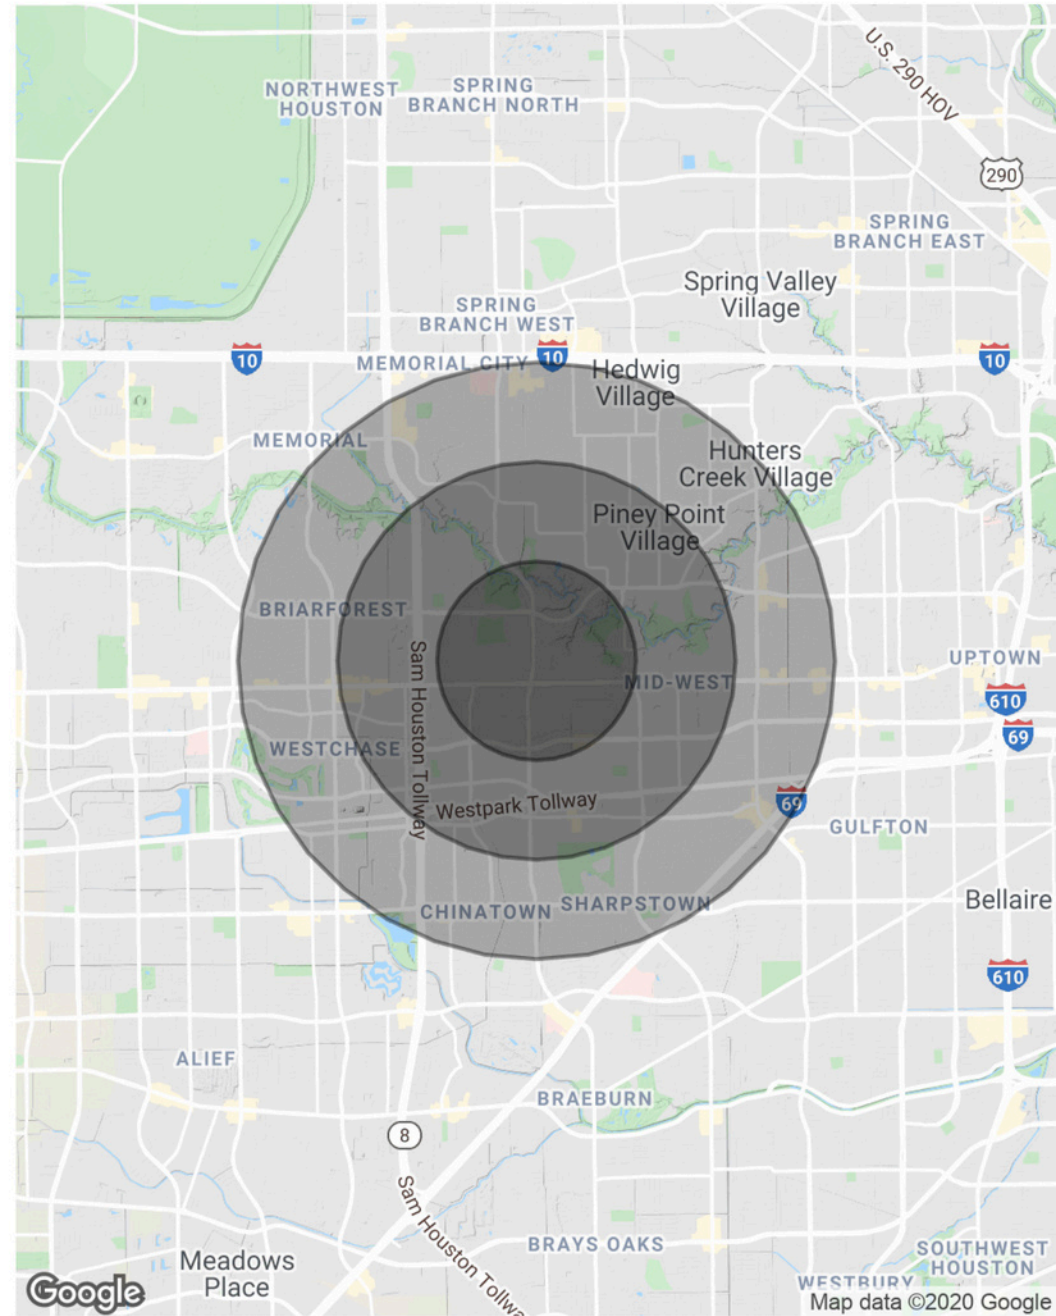 U.S. 290 HOV
NORTHWEST
HOUSTON
SPRING
BRANCH NORTH
290
SPRING
BRANCH EAST
Spring Valley
Village
SPRING
BRANCH WEST
10
MEMORIAL CITY
10
10
Hedwig
Village
MEMORIAL
Hunters
Creek Village
Piney Point
Village
BRIARFOREST
Sam Houston Tollway
UPTOWN
MID-WEST
610
69
WESTCHASE
Westpark Tollway
69
GULFTON
Bellaire
CHINATOWN
SHARPSTOWN
610
ALIEF
BRAEBURN
8
Sam Houston Tollwa
BRAYS OAKS
Meadows
Place
SOUTHWEST
HOUSTON
WESTBURY
Google
Map data ©2020 Google